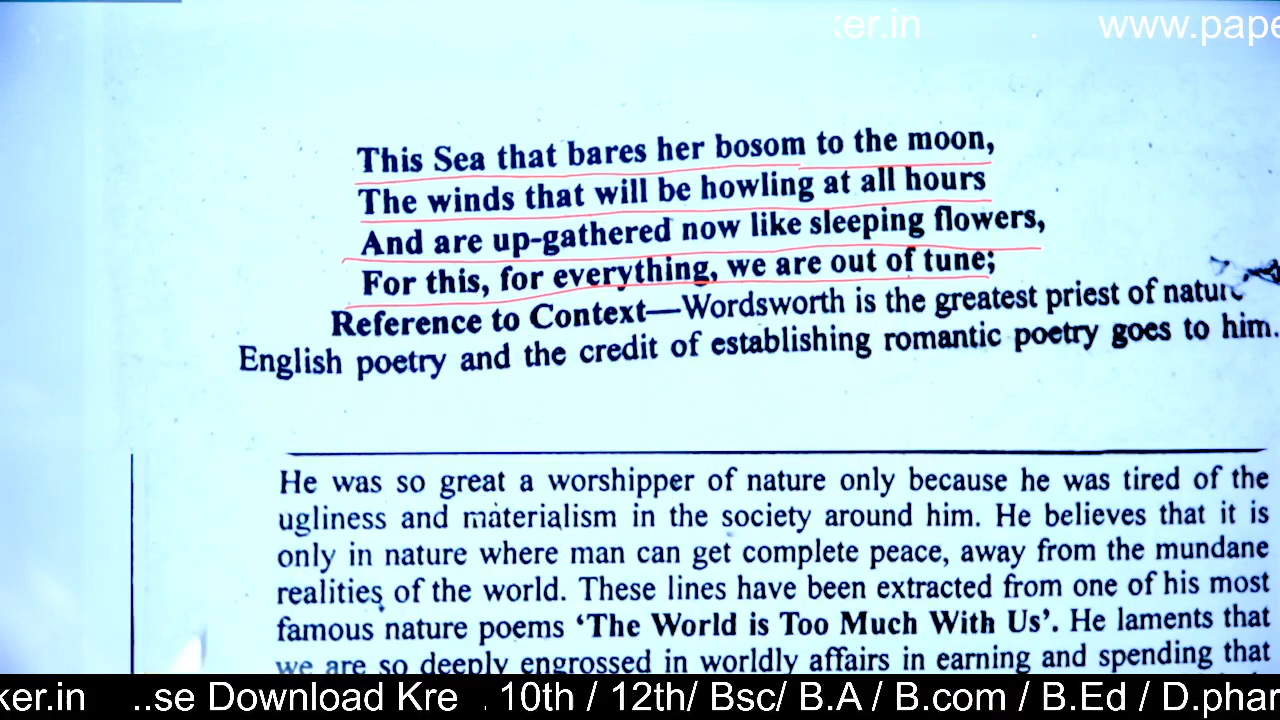 ker.in . www.pape
This Sea that bares her bosom to the moon,
The winds that will be howling at all hours
And are up-gathered now like sleeping flowers,
For this, for everything, we are out of tune;
Reference to Context—Wordsworth is the greatest priest of nature
English poetry and the credit of establishing romantic poetry goes to him.
He was so great a worshipper of nature only because he was tired of the
ugliness and materialism in the society around him. He believes that it is
only in nature where man can get complete peace, away from the mundane
realities of the world. These lines have been extracted from one of his most
famous nature poems ‘The World is Too Much With Us’. He laments that
we are so deeply engrossed in worldly affairs in earning and spending that
ker.in ..se Download Kre . 10th / 12th/ Bsc/ B.A / B.com / B.Ed / D.phar